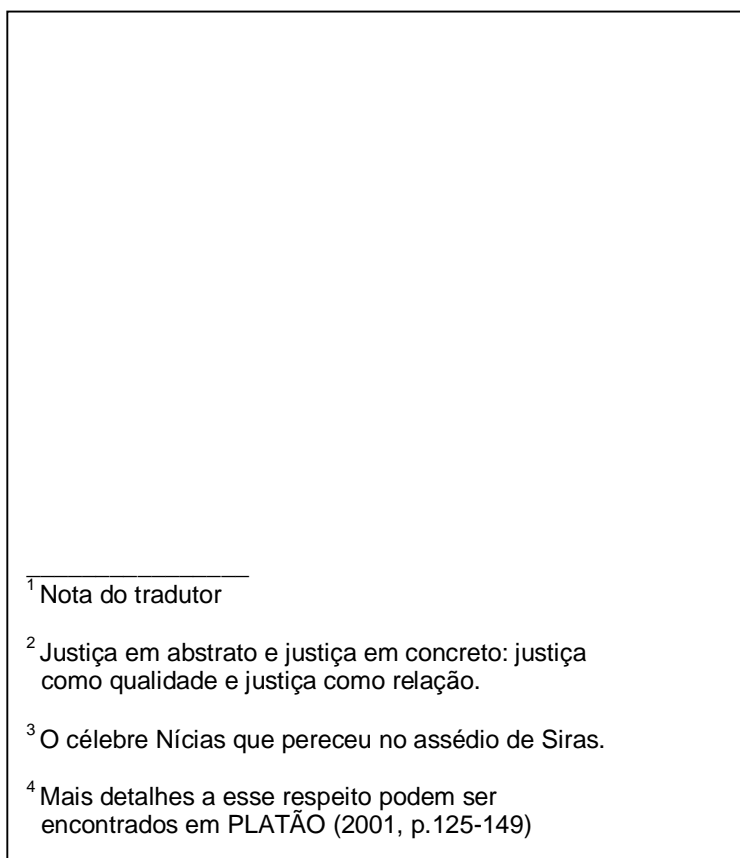 1 Nota do tradutor
2 Justiça em abstrato e justiça em concreto: justiça
como qualidade e justiça como relação.
3 O célebre Nícias que pereceu no assédio de Siras.
4 Mais detalhes a esse respeito podem ser
encontrados em PLATÃO (2001, p.125-149)